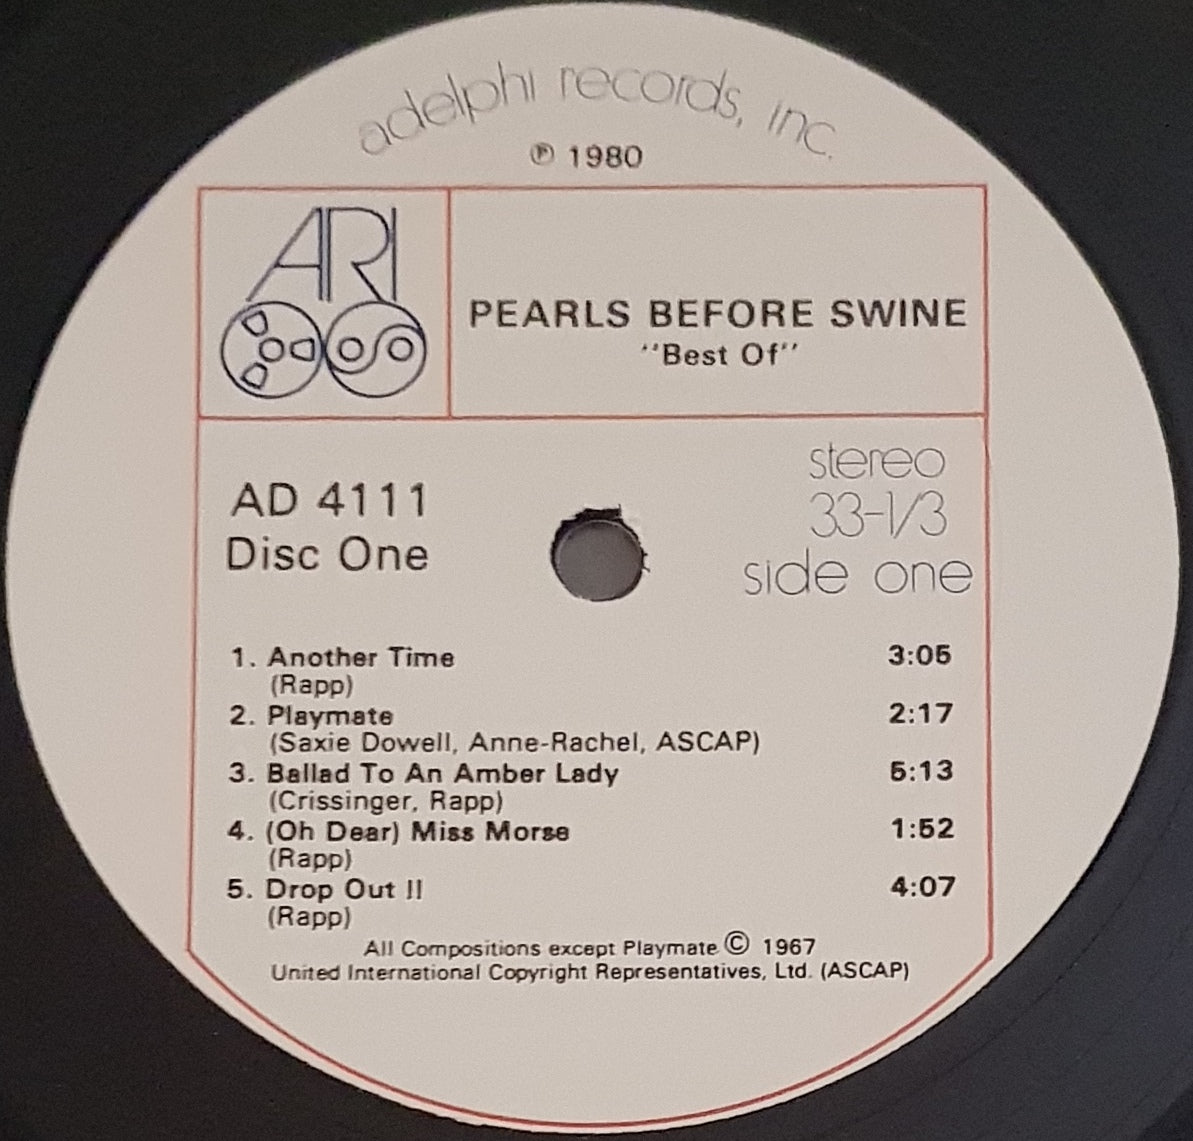 adelphi records, inc.
℗ 1980
ARI
PEARLS BEFORE SWINE
"Best Of"
AD 4111
Disc One
stereo
33-1/3
side one
1. Another Time 3:05
(Rapp)
2. Playmate 2:17
(Saxie Dowell, Anne-Rachel, ASCAP)
3. Ballad To An Amber Lady 5:13
(Crissinger, Rapp)
4. (Oh Dear) Miss Morse 1:52
(Rapp)
5. Drop Out !! 4:07
(Rapp)
All Compositions except Playmate © 1967
United International Copyright Representatives, Ltd. (ASCAP)